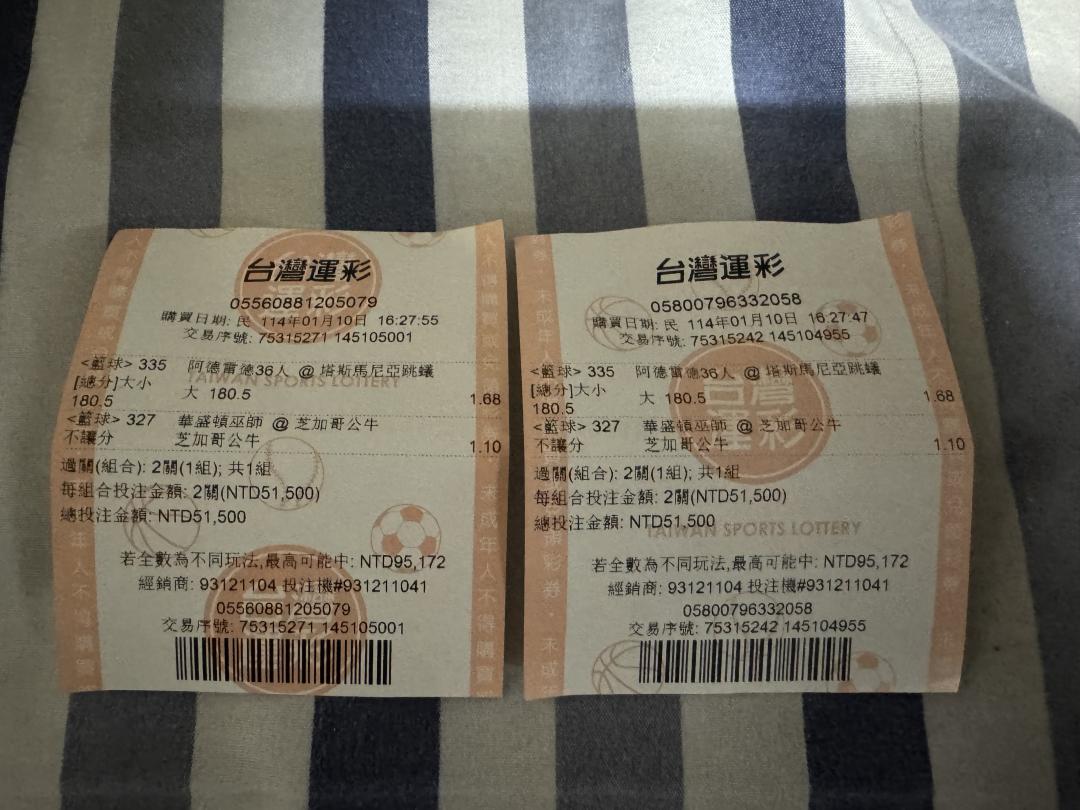 台灣運彩
05560881205079
購買日期: 民 114年01月10日 16:27:55
交易序號: 75315271 145105001
<籃球> 335 阿德雷德36人 @ 塔斯馬尼亞跳蟻
[總分]大小 大 180.5
180.5 1.68
<籃球> 327 華盛頓巫師 @ 芝加哥公牛
不讓分 芝加哥公牛 1.10
過關(組合): 2關(1組); 共1組
每組合投注金額: 2關(NTD51,500)
總投注金額: NTD51,500
TAIWAN SPORTS LOTTERY
若全數為不同玩法,最高可能中: NTD95,172
經銷商: 93121104 投注機#931211041
05560881205079
交易序號: 75315271 145105001
台灣運彩
05800796332058
購買日期: 民 114年01月10日 16:27:47
交易序號: 75315242 145104955
<籃球> 335 阿德雷德36人 @ 塔斯馬尼亞跳蟻
[總分]大小 大 180.5
180.5 1.68
<籃球> 327 華盛頓巫師 @ 芝加哥公牛
不讓分 芝加哥公牛 1.10
過關(組合): 2關(1組); 共1組
每組合投注金額: 2關(NTD51,500)
總投注金額: NTD51,500
TAIWAN SPORTS LOTTERY
若全數為不同玩法,最高可能中: NTD95,172
經銷商: 93121104 投注機#931211041
05800796332058
交易序號: 75315242 145104955